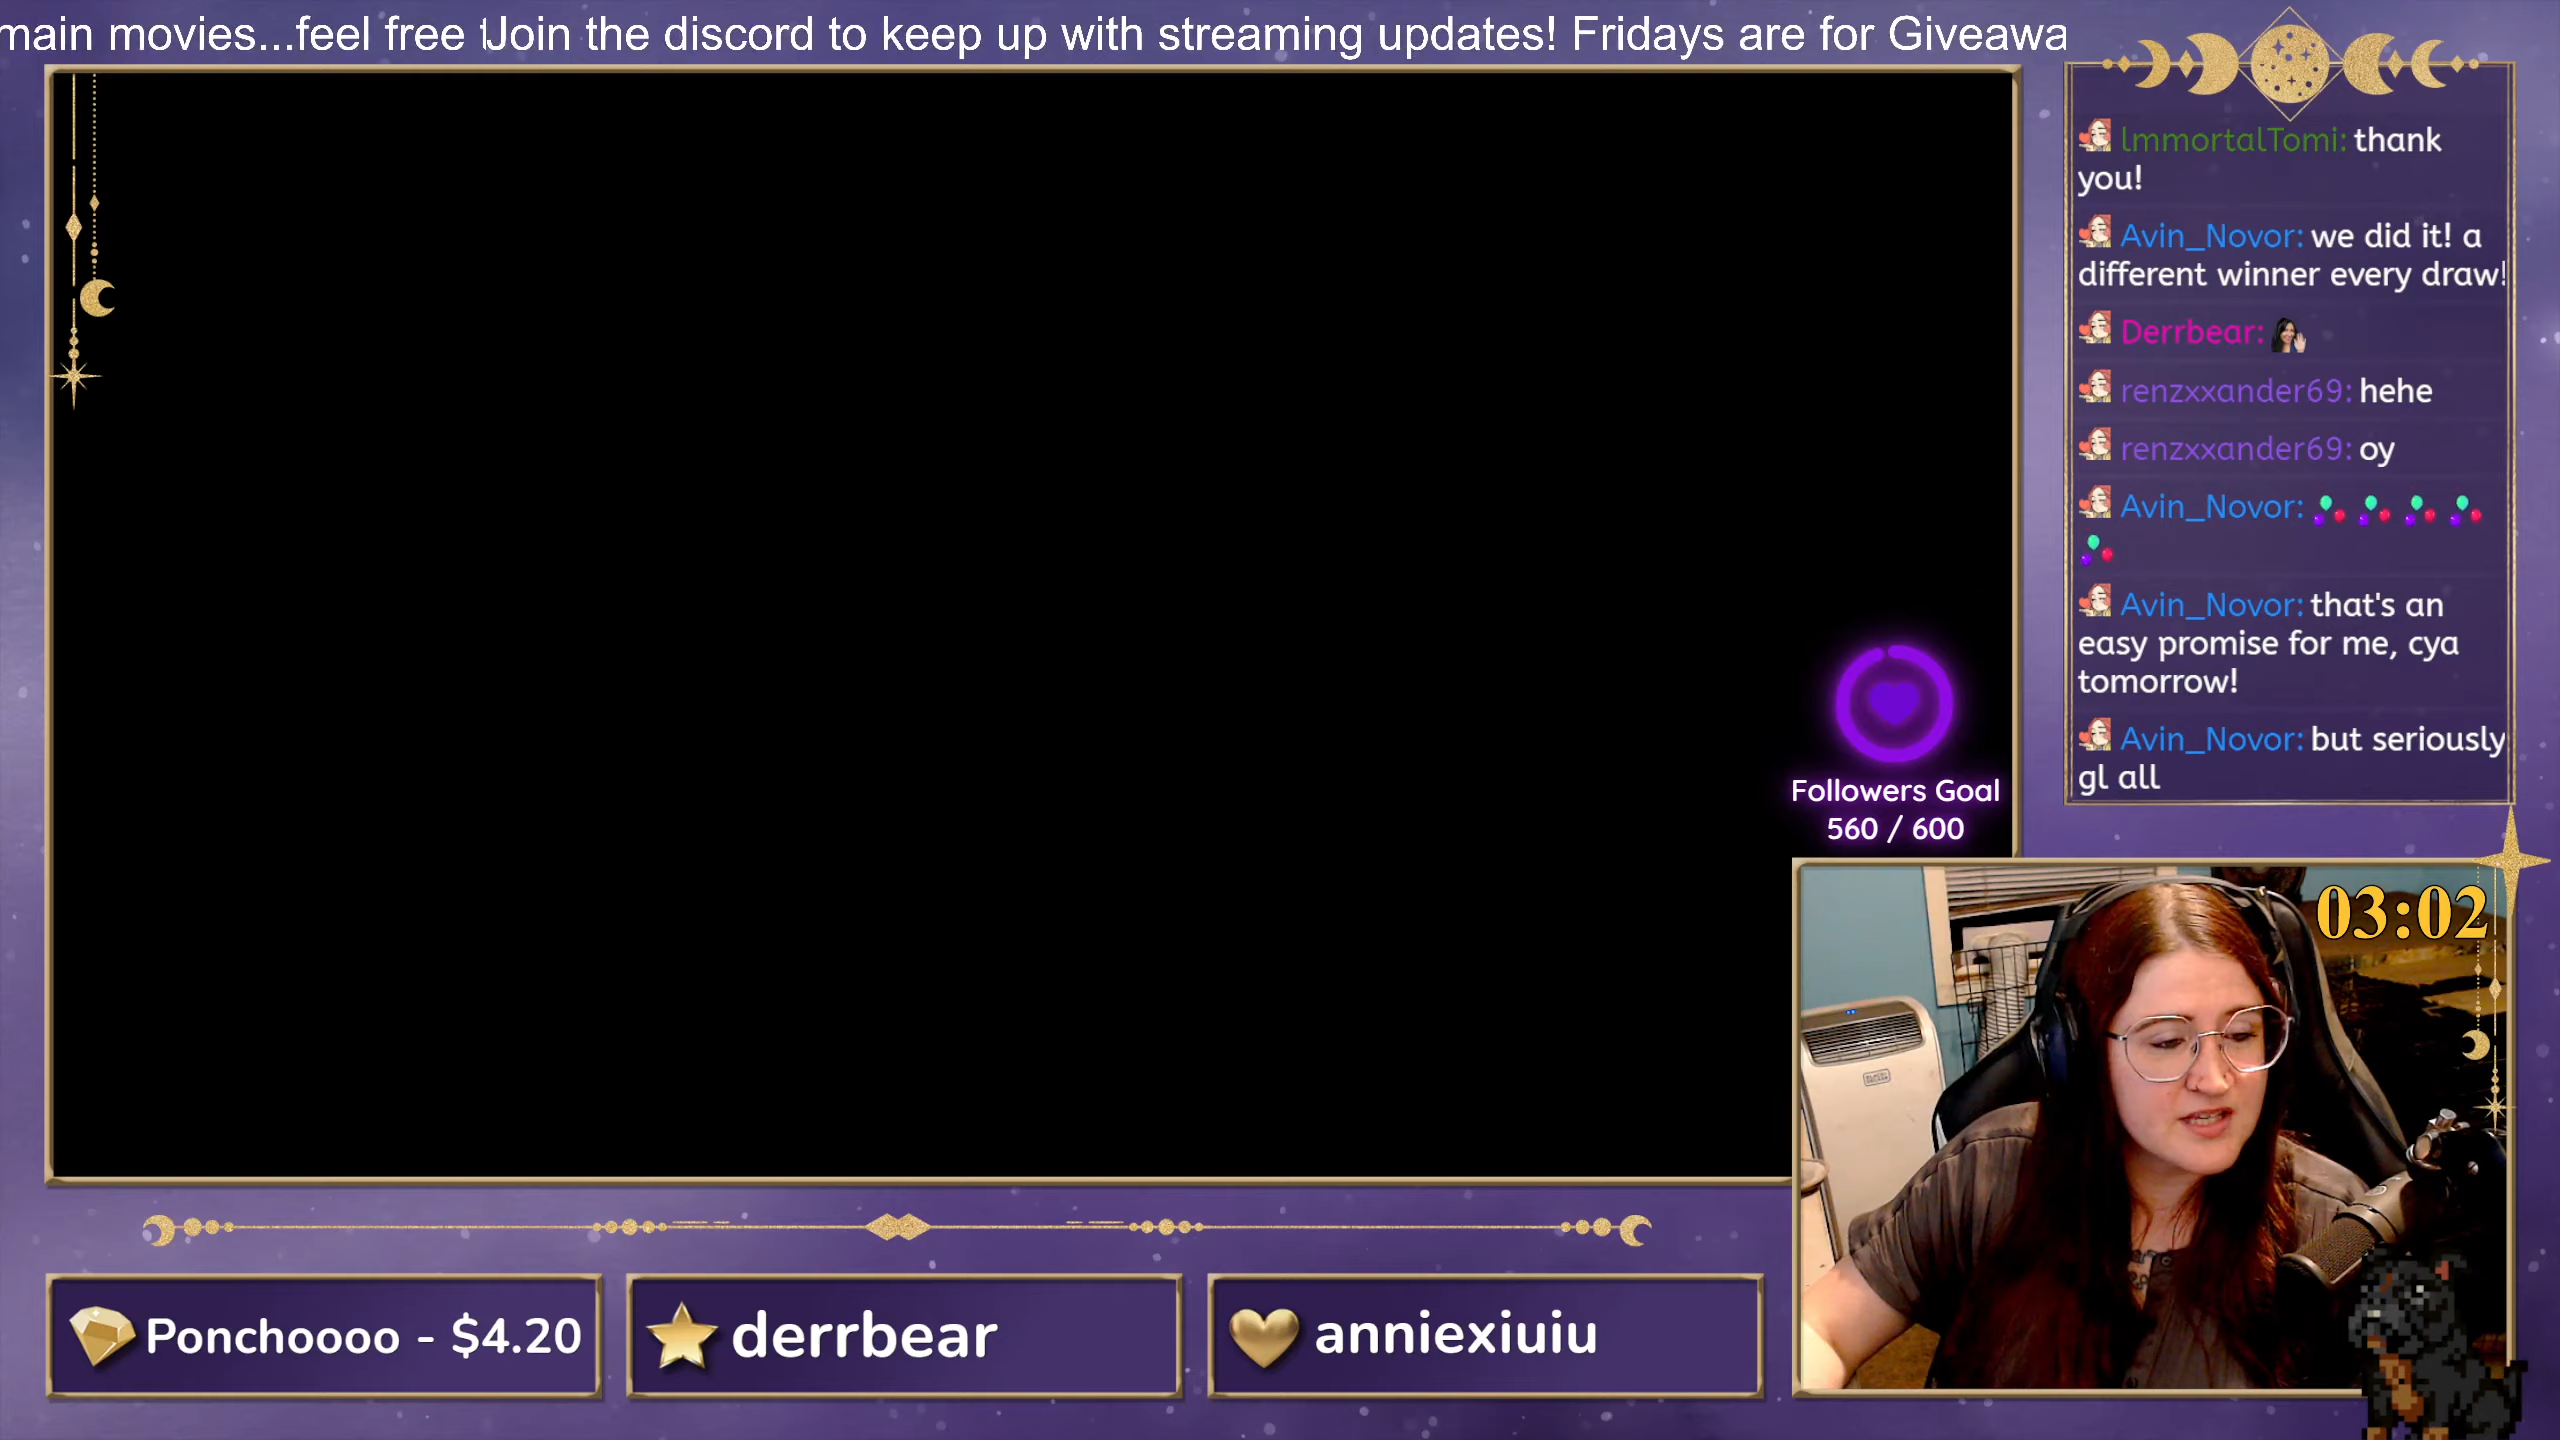 main movies...feel free
Join the discord to keep up with streaming updates! Fridays are for Giveawa
lmmortalTomi: thank
you!
Avin_Novor: we did it! a
different winner every draw!
Derrbear:
renzxxander69: hehe
renzxxander69: oy
Avin_Novor:
Avin_Novor: that's an
easy promise for me, cya
tomorrow!
Avin_Novor: but seriously
gl all
Followers Goal
560 / 600
03:02
Ponchoooo - $4.20
derrbear
anniexiuiu